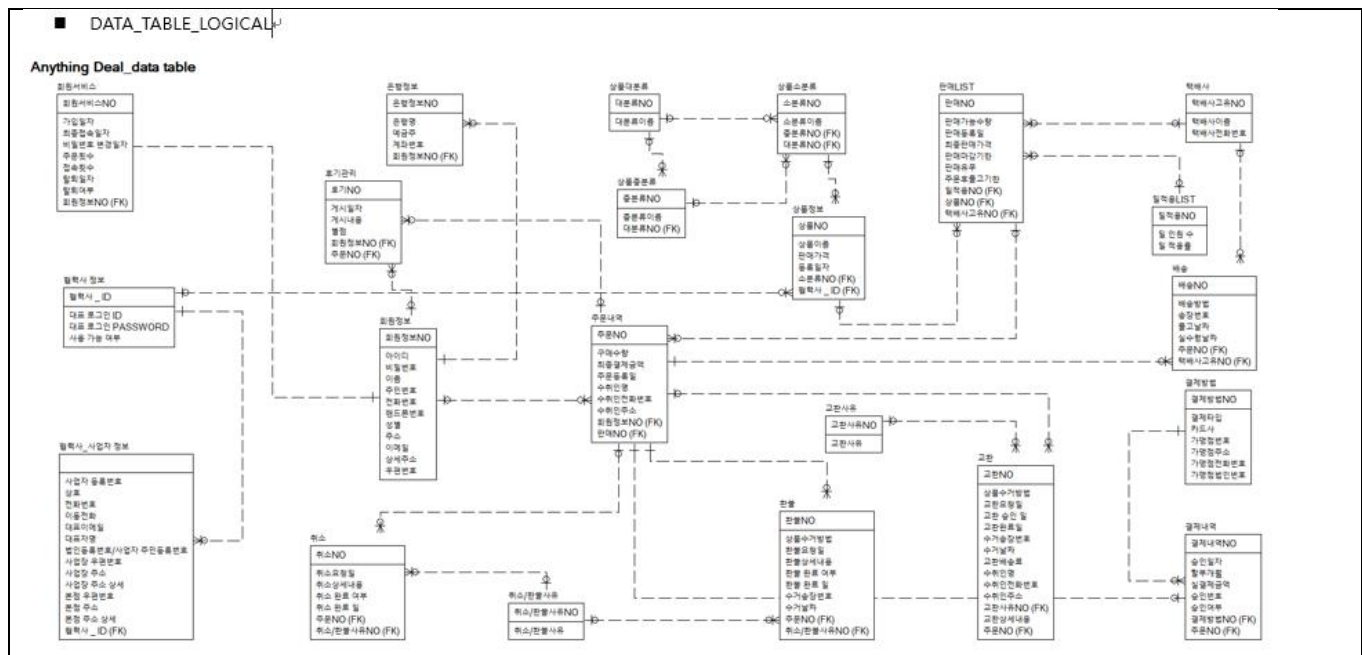 DATA_TABLE_LOGICAL
Anything Deal_data table
회원서비스
회원서비스NO
가입일자
최종접속일자
비밀번호 변경일자
주문횟수
접속횟수
탈퇴일자
탈퇴여부
회원정보NO (FK)
은행정보
은행정보NO
은행명
예금주
계좌번호
회원정보NO (FK)
후기관리
후기NO
게시일자
게시내용
별점
회원정보NO (FK)
주문NO (FK)
상품대분류
대분류NO
대분류이름
상품소분류
소분류NO
소분류이름
중분류NO (FK)
대분류NO (FK)
상품중분류
중분류NO
중분류이름
대분류NO (FK)
상품정보
상품NO
상품이름
판매가격
등록일자
소분류NO (FK)
협력사 _ ID (FK)
판매LIST
판매NO
판매가능수량
판매등록일
최종판매가격
판매마감기한
판매유무
주문후출고기한
일적용NO (FK)
상품NO (FK)
택배사고유NO (FK)
택배사
택배사고유NO
택배사이름
택배사전화번호
일적용LIST
일적용NO
일 인원 수
일 적용율
배송
배송NO
배송방법
송장번호
출고날짜
실수령날짜
주문NO (FK)
택배사고유NO (FK)
협력사 정보
협력사 _ ID
대표 로그인 ID
대표 로그인 PASSWORD
사용 가능 여부
회원정보
회원정보NO
아이디
비밀번호
이름
주민번호
전화번호
핸드폰번호
성별
주소
이메일
상세주소
우편번호
주문내역
주문NO
구매수량
최종결제금액
주문등록일
수취인명
수취인전화번호
수취인주소
회원정보NO (FK)
판매NO (FK)
결제방법
결제방법NO
결제타입
카드사
가맹점번호
가맹점주소
가맹점전화번호
가맹점법인번호
교환사유
교환사유NO
교환사유
협력사_사업자 정보
사업자 등록번호
상호
전화번호
이동전화
대표이메일
대표자명
법인등록번호/사업자 주민등록번호
사업장 우편번호
사업장 주소
사업장 주소 상세
본점 우편번호
본점 주소
본점 주소 상세
협력사 _ ID (FK)
취소
취소NO
취소요청일
취소상세내용
취소 완료 여부
취소 완료 일
주문NO (FK)
취소/환불사유NO (FK)
취소/환불사유
취소/환불사유NO
취소/환불사유
환불
환불NO
상품수거방법
환불요청일
환불상세내용
환불 완료 여부
환불 완료 일
수거송장번호
수거날짜
주문NO (FK)
취소/환불사유NO (FK)
교환
교환NO
상품수거방법
교환요청일
교환 승인 일
교환완료일
수거송장번호
수거날짜
교환배송료
수취인명
수취인전화번호
수취인주소
교환사유NO (FK)
교환상세내용
주문NO (FK)
결제내역
결제내역NO
승인일자
할부개월
실결제금액
승인번호
승인여부
결제방법NO (FK)
주문NO (FK)